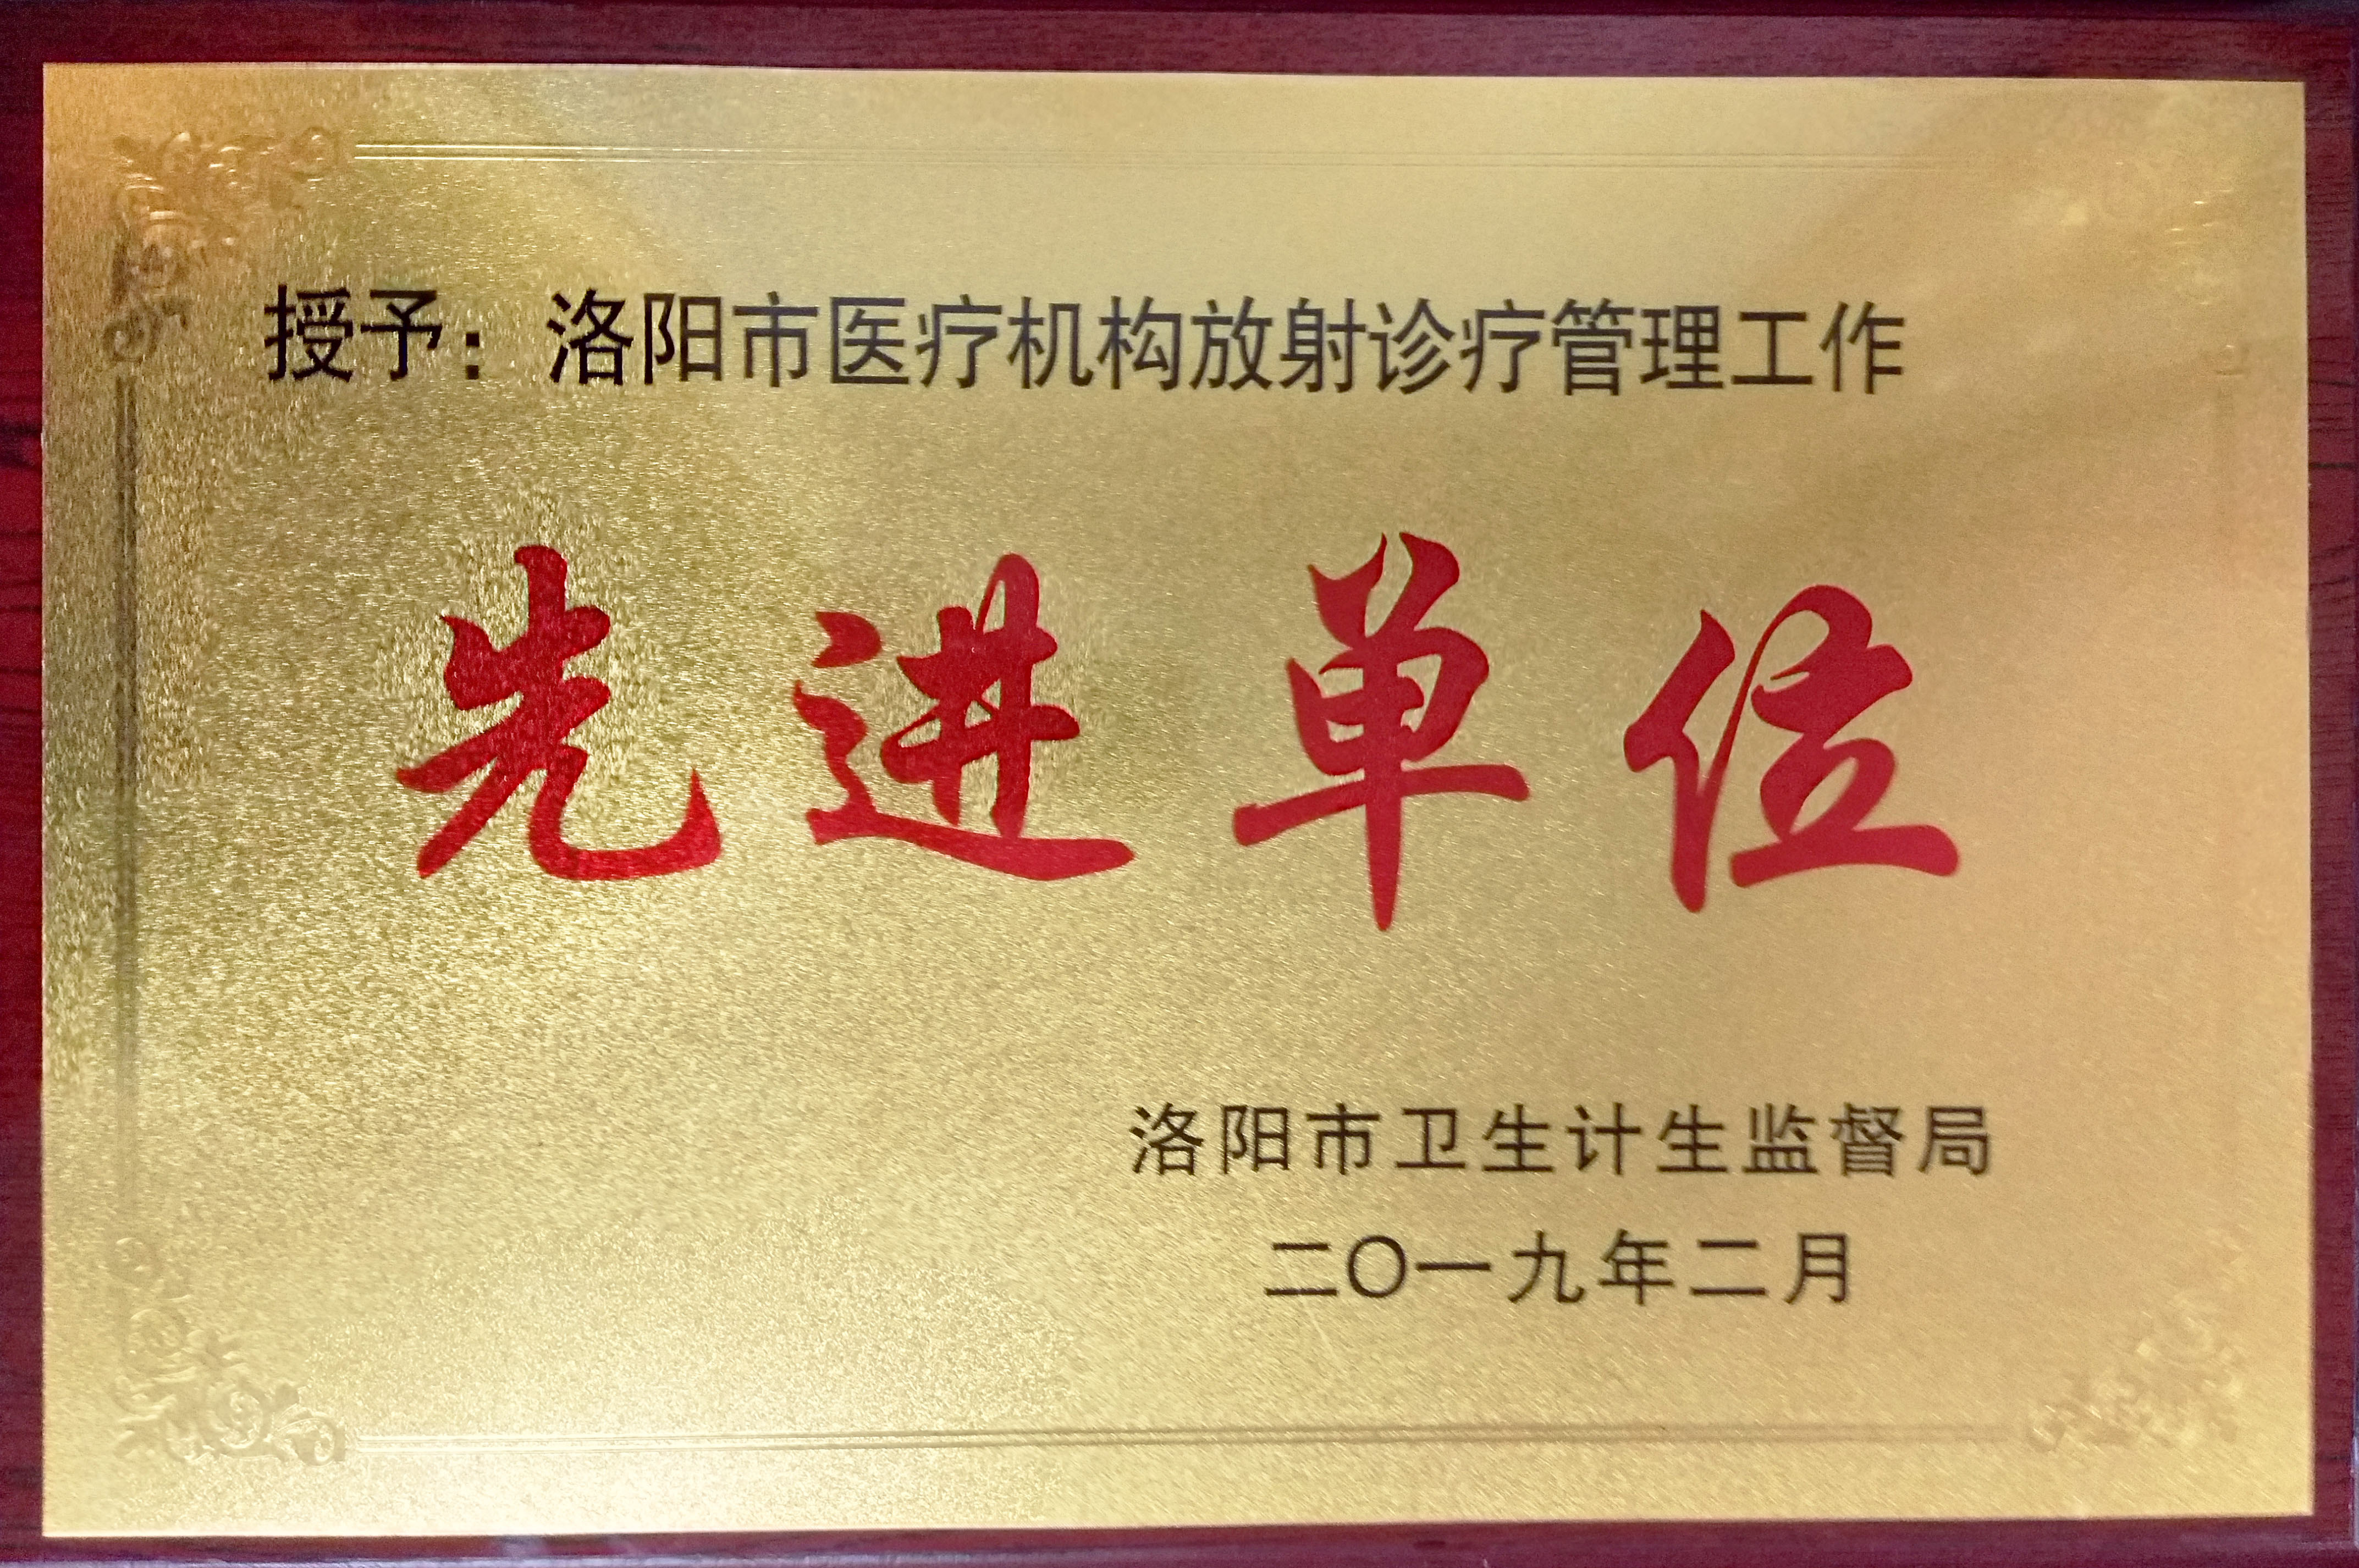 授予：洛阳市医疗机构放射诊疗管理工作
先进单位
洛阳市卫生计生监督局
二〇一九年二月